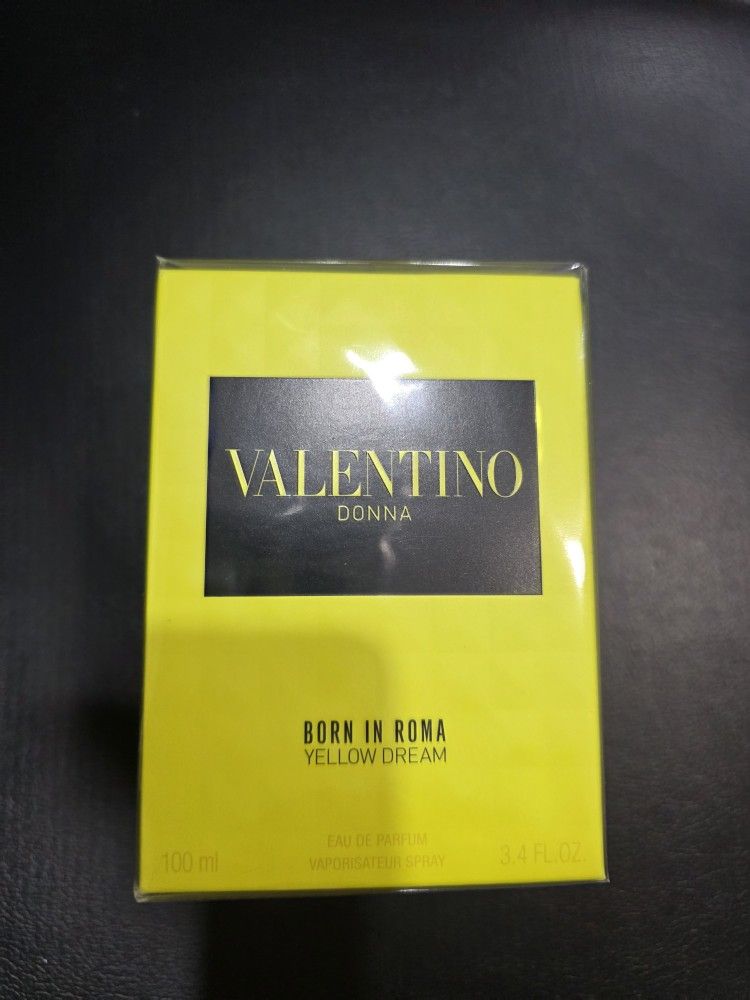 VALENTINO
DONNA
BORN IN ROMA
YELLOW DREAM
EAU DE PARFUM
100 ml VAPORISATEUR SPRAY 3.4 FL.OZ.